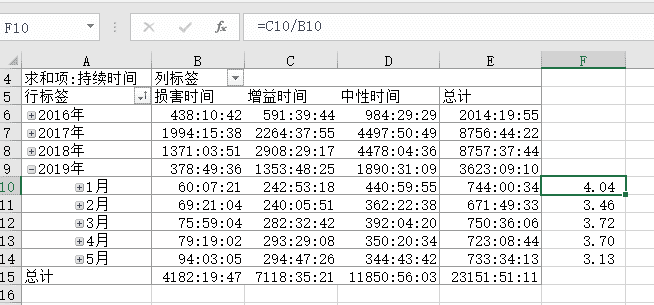 F10 =C10/B10
A B C D E F
4 求和项:持续时间 列标签
5 行标签 损害时间 增益时间 中性时间 总计
6 2016年 438:10:42 591:39:44 984:29:29 2014:19:55
7 2017年 1994:15:38 2264:37:55 4497:50:49 8756:44:22
8 2018年 1371:03:51 2908:29:17 4478:04:36 8757:37:44
9 2019年 378:49:36 1353:48:25 1890:31:09 3623:09:10
10 1月 60:07:21 242:53:18 440:59:55 744:00:34 4.04
11 2月 69:21:04 240:05:51 362:22:38 671:49:33 3.46
12 3月 75:59:04 282:32:42 392:04:20 750:36:06 3.72
13 4月 79:19:02 293:29:08 350:20:34 723:08:44 3.70
14 5月 94:03:05 294:47:26 344:43:42 733:34:13 3.13
15 总计 4182:19:47 7118:35:21 11850:56:03 23151:51:11
16